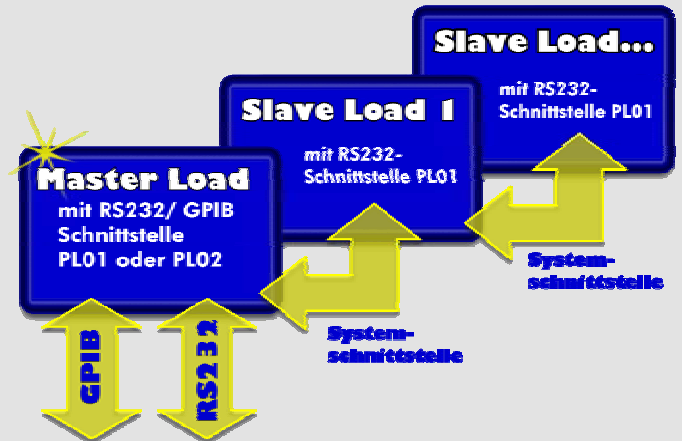 Slave Load...
mit RS232-
Schnittstelle PL01
Slave Load 1
mit RS232-
Schnittstelle PL01
Master Load
mit RS232/ GPIB
Schnittstelle
PL01 oder PL02
System-
schnittstelle
System-
schnittstelle
GPIB
RS232